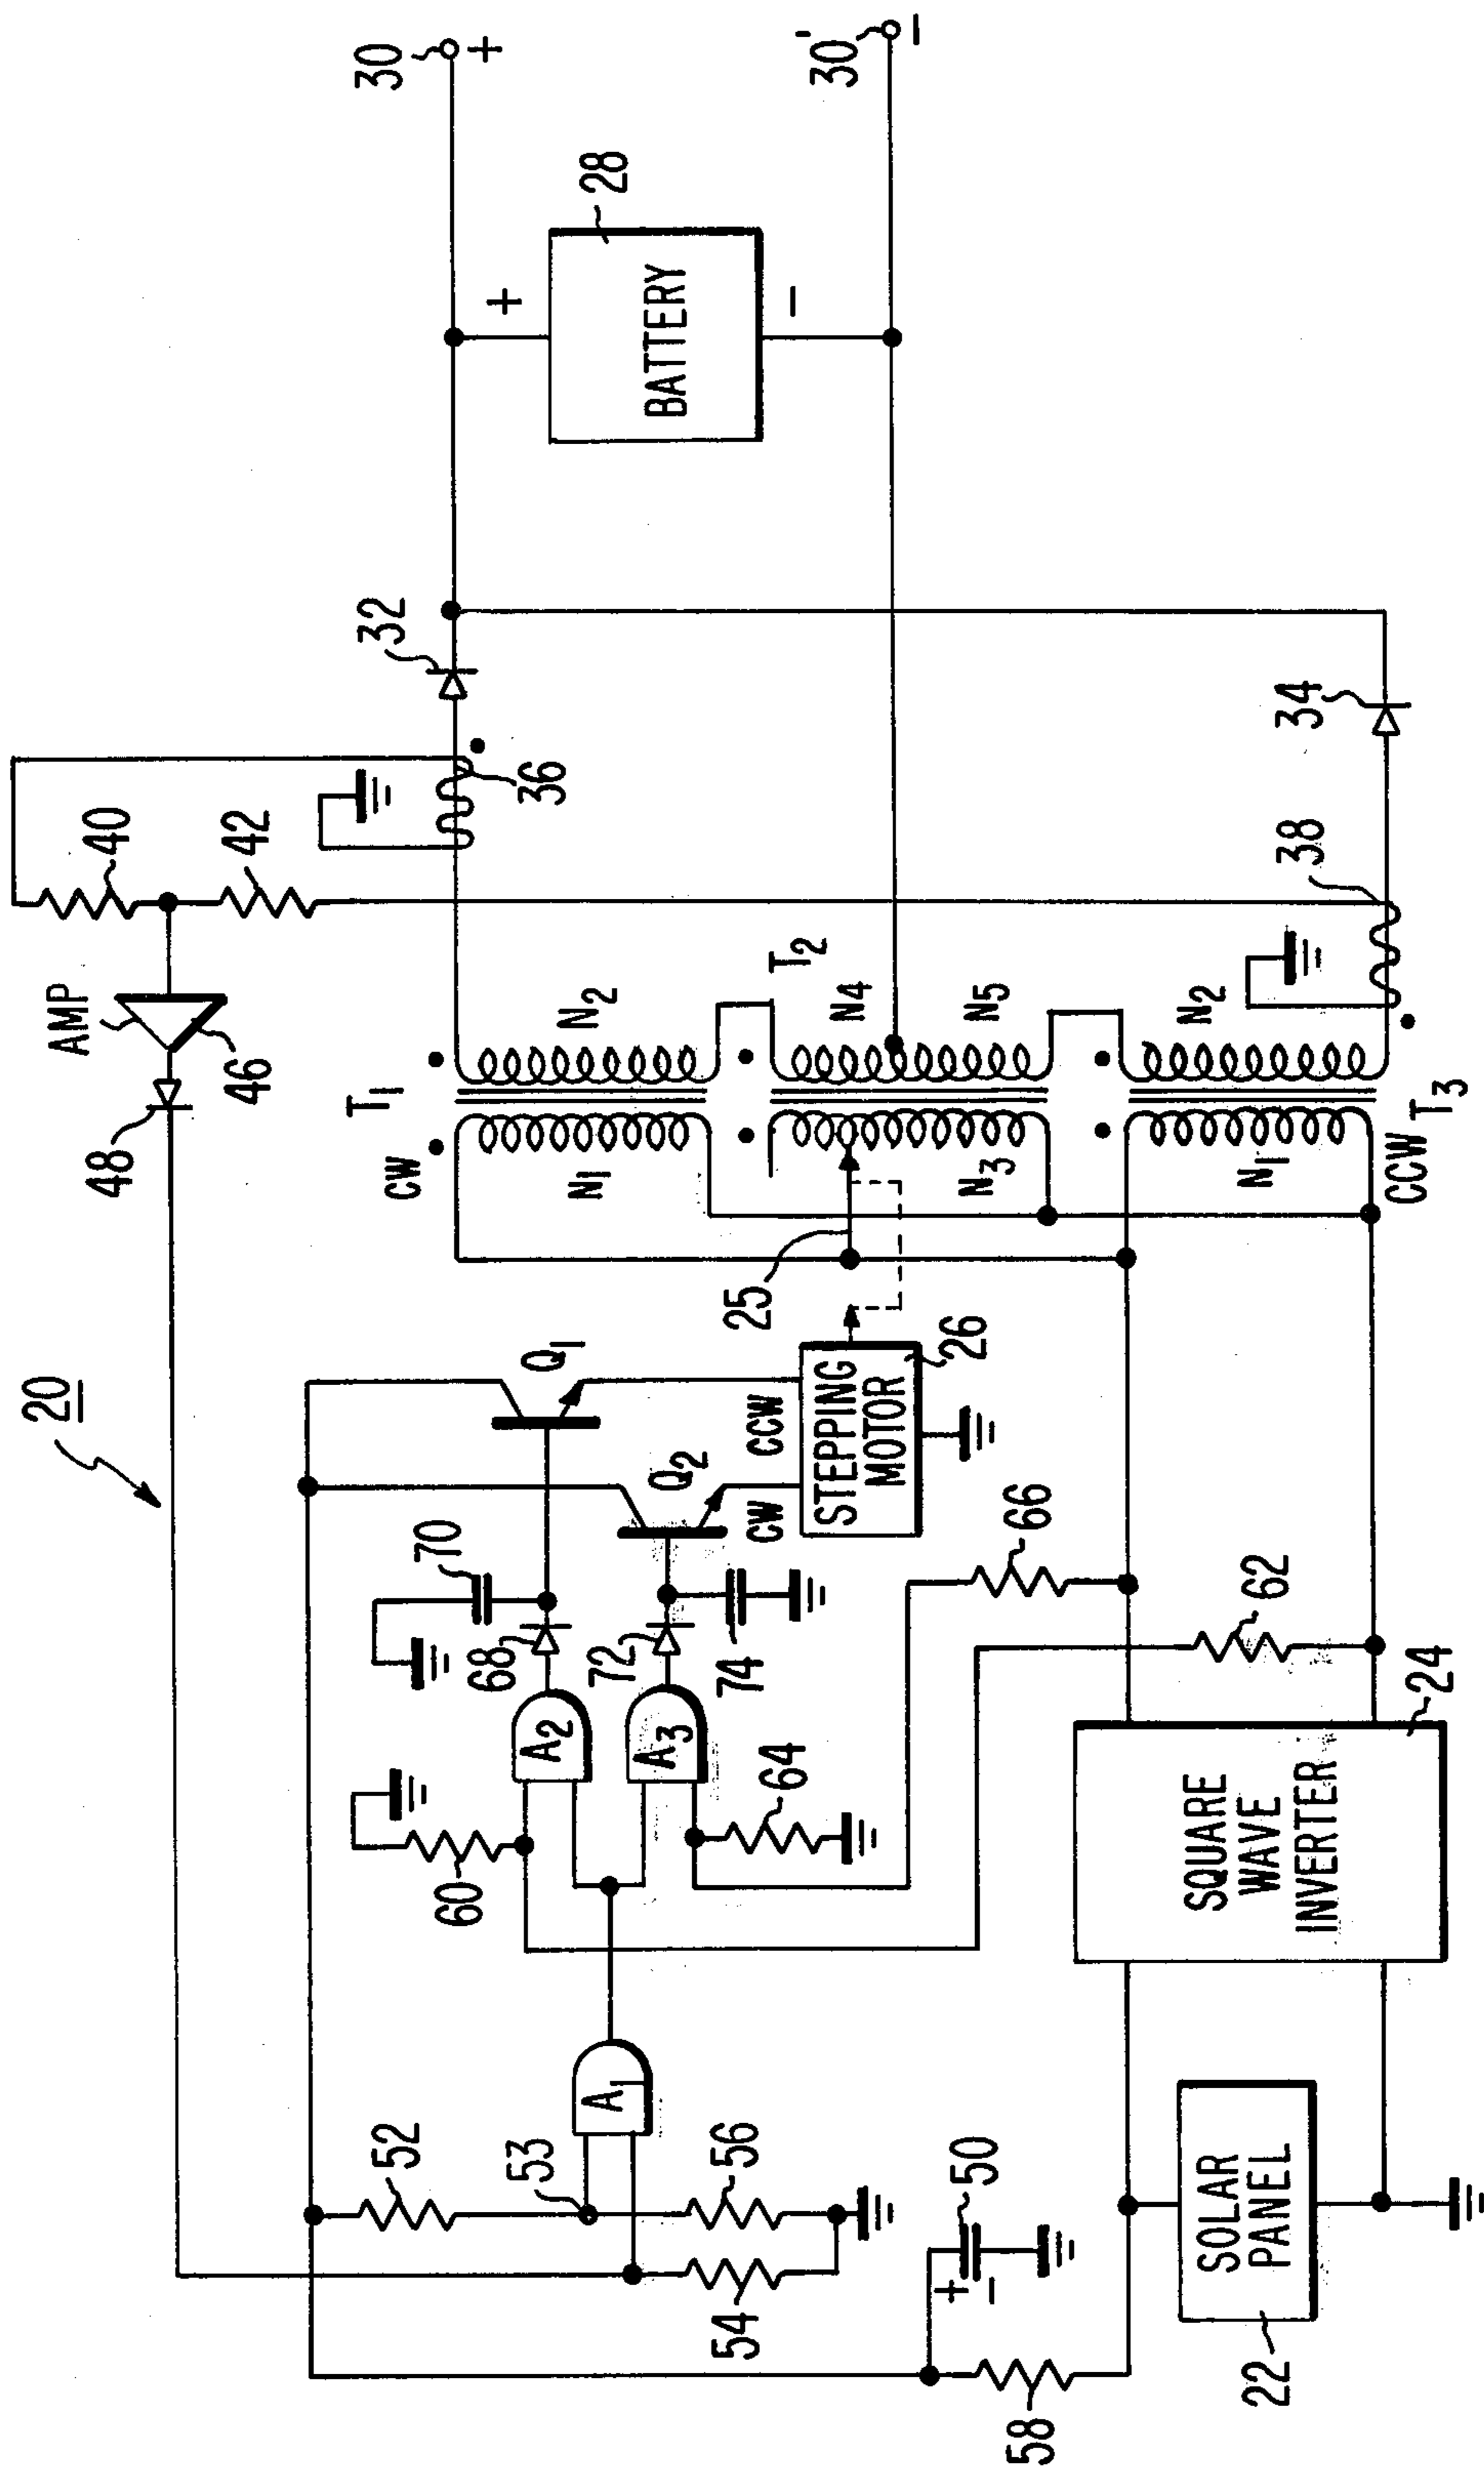 20
40
42
AMP
46
48
36
32
30
+
30'
−
+
BATTERY
−
28
34
38
T1
CW
N1
N2
T2
N3
N4
N5
N1
N2
CCW
T3
25
Q1
Q2
CCW
CW
STEPPING
MOTOR
26
70
68
72
74
A2
A3
60
64
66
62
A1
52
53
56
54
+
−
50
58
SOLAR
PANEL
22
SQUARE
WAVE
INVERTER
24